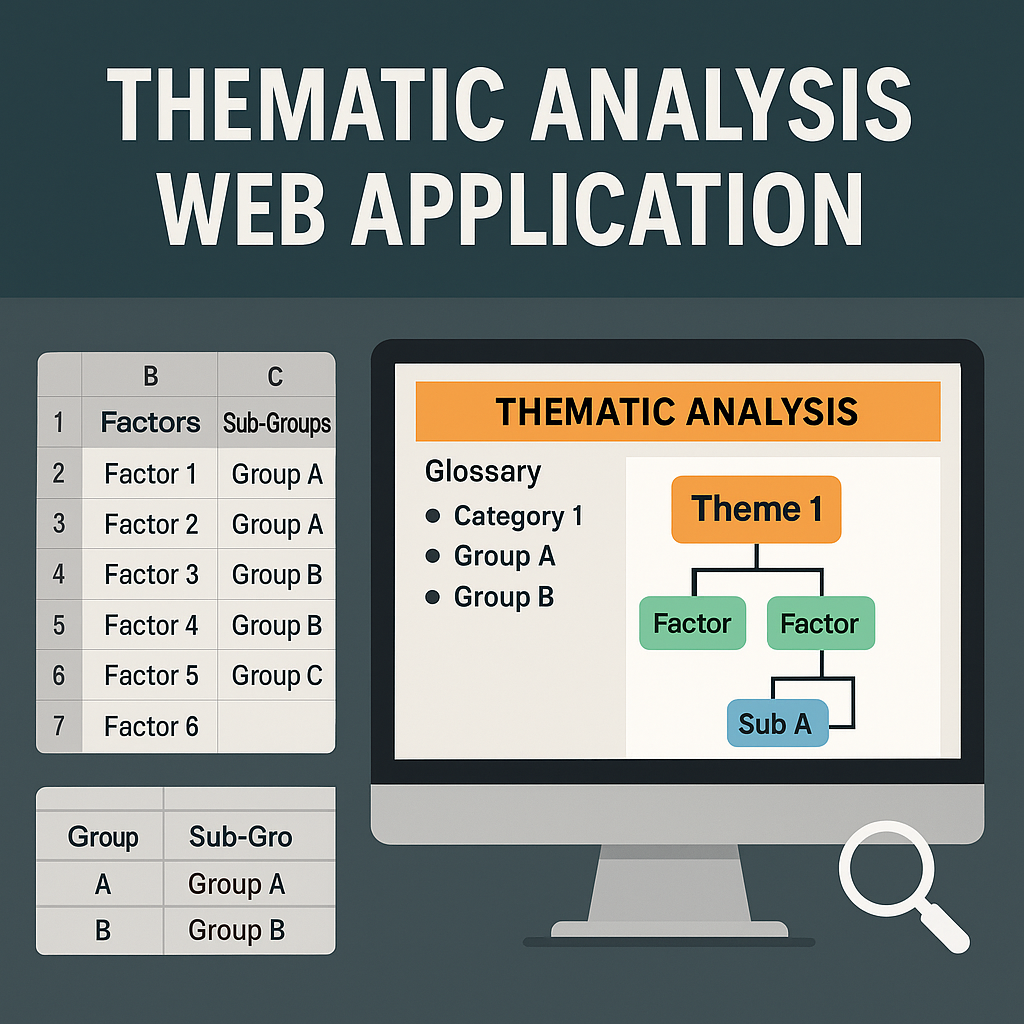 THEMATIC ANALYSIS
WEB APPLICATION
B C
1 Factors Sub-Groups
2 Factor 1 Group A
3 Factor 2 Group A
4 Factor 3 Group B
5 Factor 4 Group B
6 Factor 5 Group C
7 Factor 6
Group Sub-Gro
A Group A
B Group B
THEMATIC ANALYSIS
Glossary
● Category 1
● Group A
● Group B
Theme 1
Factor Factor
Sub A